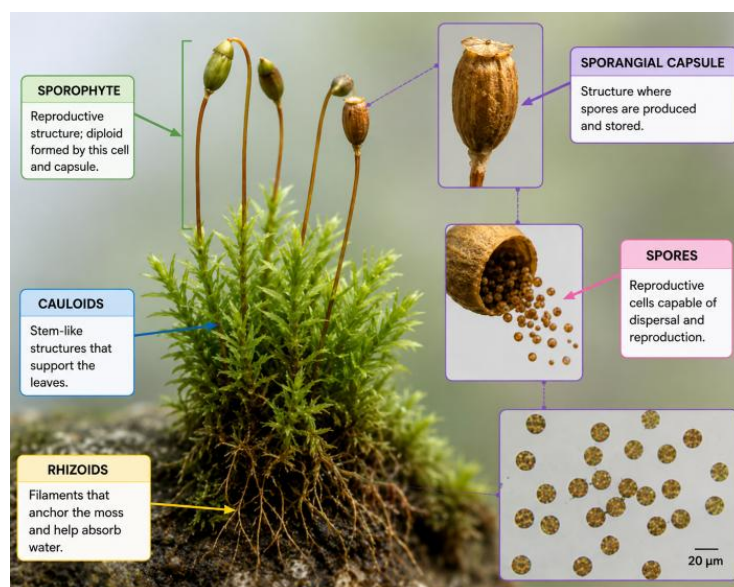 SPOROPHYTE
Reproductive
structure; diploid
formed by this cell
and capsule.
CAULOIDS
Stem-like
structures that
support the
leaves.
RHIZOIDS
Filaments that
anchor the moss
and help absorb
water.
SPORANGIAL CAPSULE
Structure where
spores are produced
and stored.
SPORES
Reproductive
cells capable of
dispersal and
reproduction.
20 μm